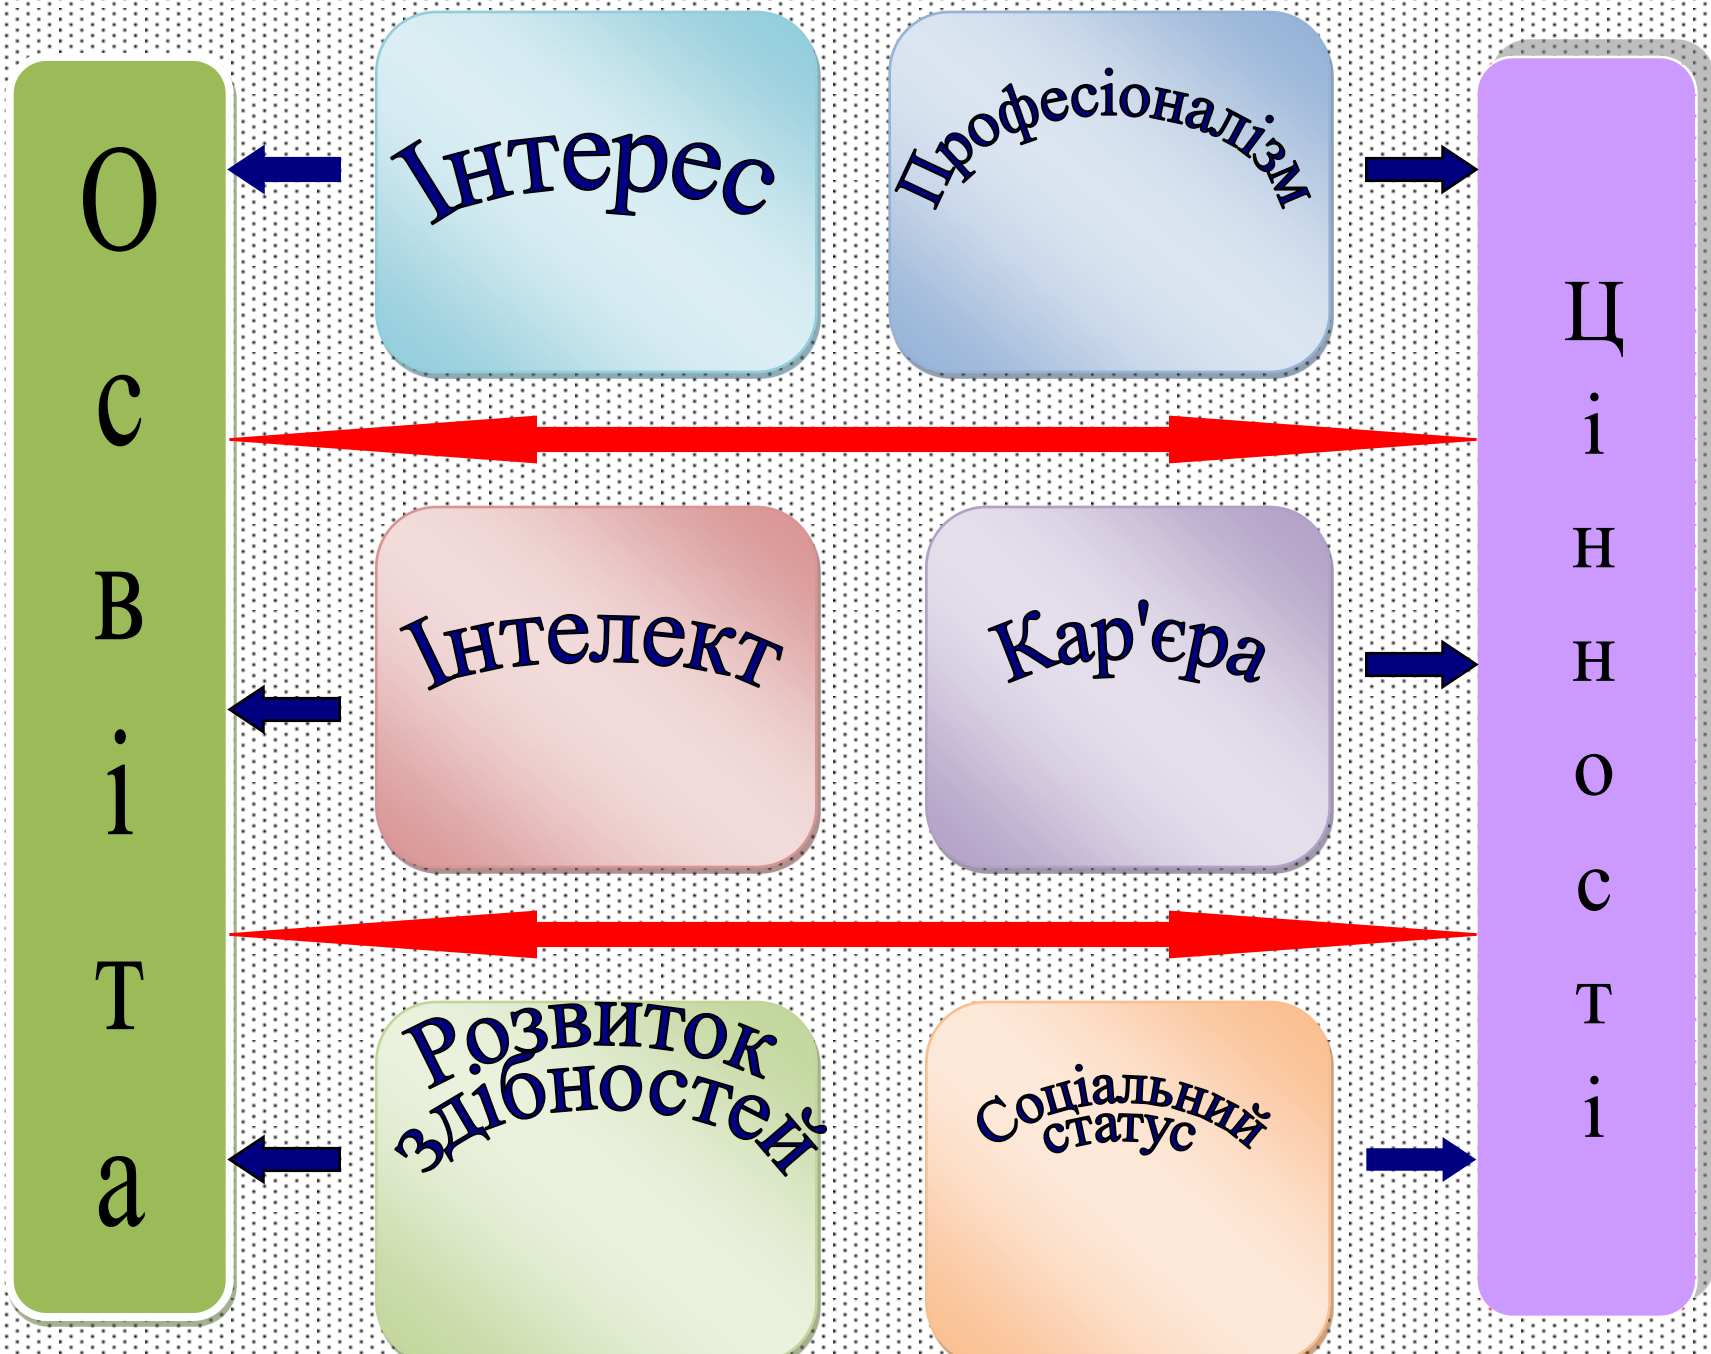 Освіта
Інтерес
Професіоналізм
Інтелект
Кар'єра
Розвиток
здібностей
Соціальний
статус
Цінності